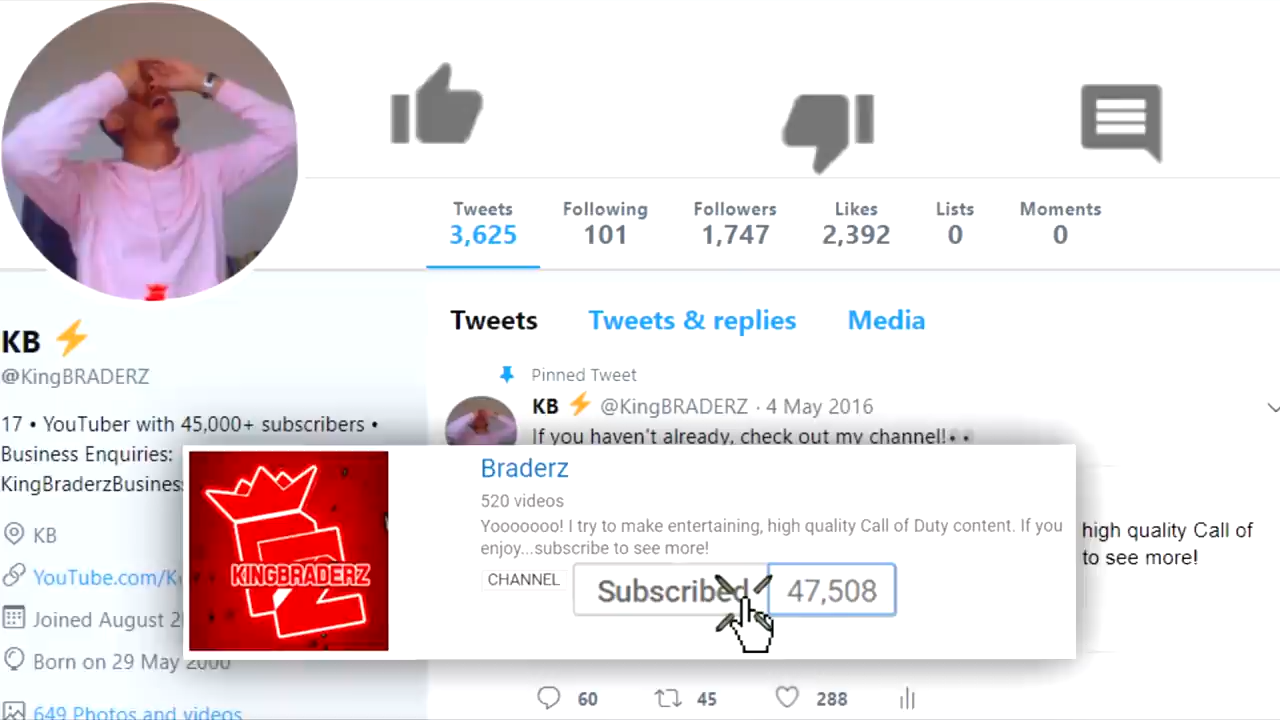 Tweets Following Followers Likes Lists Moments
3,625 101 1,747 2,392 0 0
KB
@KingBRADERZ
17 • YouTuber with 45,000+ subscribers •
Business Enquiries:
KingBraderzBusines
KB
YouTube.com/K
Joined August 2
Born on 29 May 2000
649 Photos and videos
Tweets Tweets & replies Media
Pinned Tweet
KB @KingBRADERZ · 4 May 2016
If you haven't already, check out my channel!
high quality Call of
to see more!
KINGBRADERZ
Braderz
520 videos
Yooooooo! I try to make entertaining, high quality Call of Duty content. If you
enjoy...subscribe to see more!
CHANNEL Subscribed 47,508
60 45 288